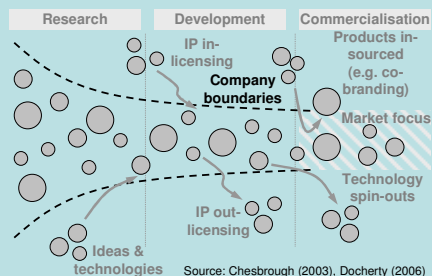 Research
Development
Commercialisation
IP in-
licensing
Products in-
sourced
(e.g. co-
branding)
Company
boundaries
Market focus
Technology
spin-outs
IP out-
licensing
Ideas &
technologies
Source: Chesbrough (2003), Docherty (2006)